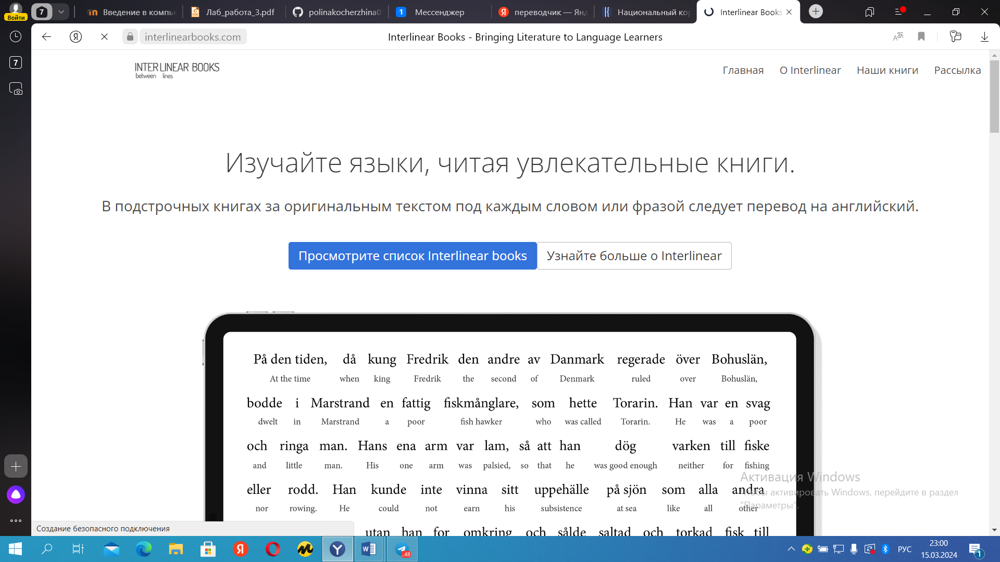 7
Введение в компь
Лаб_работа_3.pdf
polinakocherzhina0
1
Мессенджер
переводчик — Янд
Национальный кор
Interlinear Books
Войти
interlinearbooks.com
Interlinear Books - Bringing Literature to Language Learners
7
INTERLINEAR BOOKS
between lines
Главная
О Interlinear
Наши книги
Рассылка
Изучайте языки, читая увлекательные книги.
В подстрочных книгах за оригинальным текстом под каждым словом или фразой следует перевод на английский.
Просмотрите список Interlinear books
Узнайте больше о Interlinear
På den tiden, då kung Fredrik den andre av Danmark regerade över Bohuslän,
At the time when king Fredrik the second of Denmark ruled over Bohuslän,
bodde i Marstrand en fattig fiskmånglare, som hette Torarin. Han var en svag
dwelt in Marstrand a poor fish hawker who was called Torarin. He was a poor
och ringa man. Hans ena arm var lam, så att han dög varken till fiske
and little man. His one arm was palsied, so that he was good enough neither for fishing
eller rodd. Han kunde inte vinna sitt uppehälle på sjön som alla andra
nor rowing. He could not earn his subsistence at sea like all other
utan han for omkring och sålde saltad och torkad fisk till
Активация Windows
Чтобы активировать Windows, перейдите в раздел
"Параметры".
Создание безопасного подключения
..48
РУС
23:00
15.03.2024
1